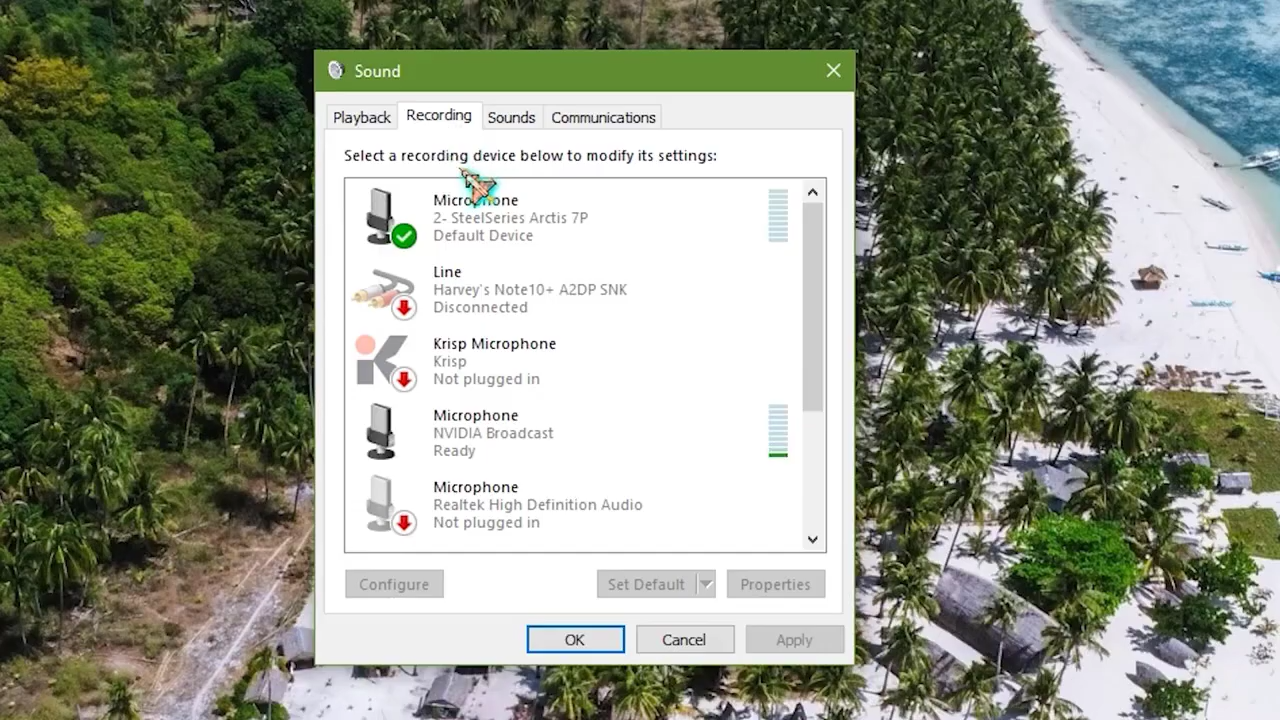 Sound
Playback
Recording
Sounds
Communications
Select a recording device below to modify its settings:
Microphone
2- SteelSeries Arctis 7P
Default Device
Line
Harvey's Note10+ A2DP SNK
Disconnected
Krisp Microphone
Krisp
Not plugged in
Microphone
NVIDIA Broadcast
Ready
Microphone
Realtek High Definition Audio
Not plugged in
Configure
Set Default
Properties
OK
Cancel
Apply